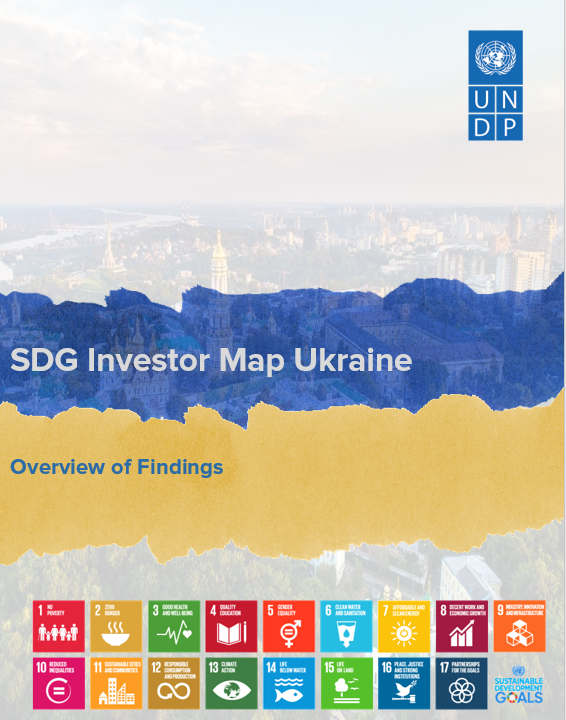 UN
DP
SDG Investor Map Ukraine
Overview of Findings
1 NO
POVERTY
2 ZERO
HUNGER
3 GOOD HEALTH
AND WELL-BEING
4 QUALITY
EDUCATION
5 GENDER
EQUALITY
6 CLEAN WATER
AND SANITATION
7 AFFORDABLE AND
CLEAN ENERGY
8 DECENT WORK AND
ECONOMIC GROWTH
9 INDUSTRY, INNOVATION
AND INFRASTRUCTURE
10 REDUCED
INEQUALITIES
11 SUSTAINABLE CITIES
AND COMMUNITIES
12 RESPONSIBLE
CONSUMPTION
AND PRODUCTION
13 CLIMATE
ACTION
14 LIFE
BELOW WATER
15 LIFE
ON LAND
16 PEACE, JUSTICE
AND STRONG
INSTITUTIONS
17 PARTNERSHIPS
FOR THE GOALS
SUSTAINABLE
DEVELOPMENT
GOALS